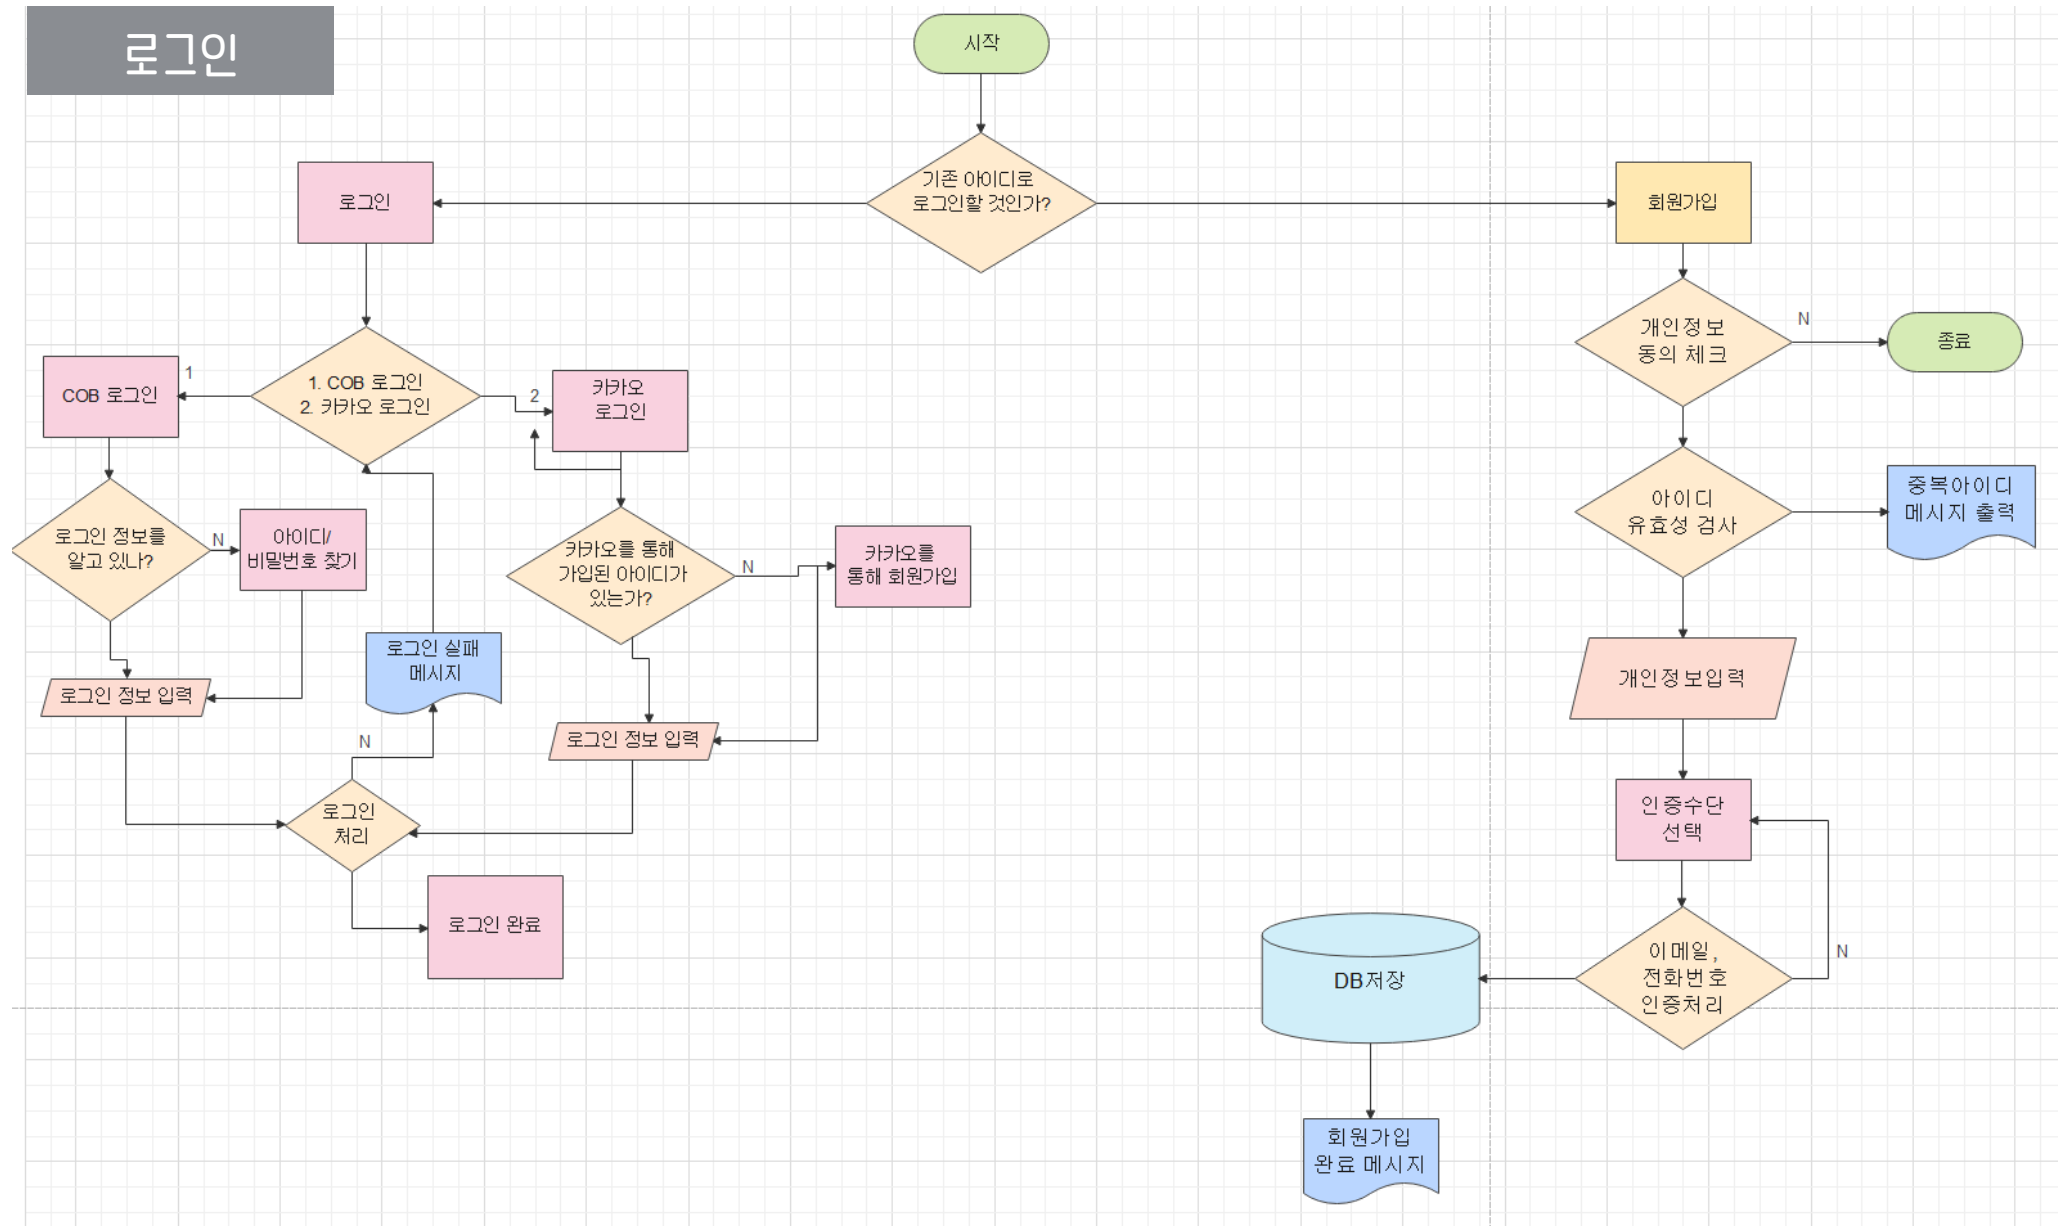 로그인
시작
기존 아이디로
로그인할 것인가?
로그인
회원가입
개인정보
동의 체크
N
종료
COB 로그인
1
1. COB 로그인
2. 카카오 로그인
2
카카오
로그인
아이디
유효성 검사
중복아이디
메시지 출력
로그인 정보를
알고 있나?
N
아이디/
비밀번호 찾기
카카오를 통해
가입된 아이디가
있는가?
N
카카오를
통해 회원가입
로그인 실패
메시지
로그인 정보 입력
개인정보입력
로그인 정보 입력
N
로그인
처리
인증수단
선택
로그인 완료
이메일,
전화번호
인증처리
N
DB저장
회원가입
완료 메시지